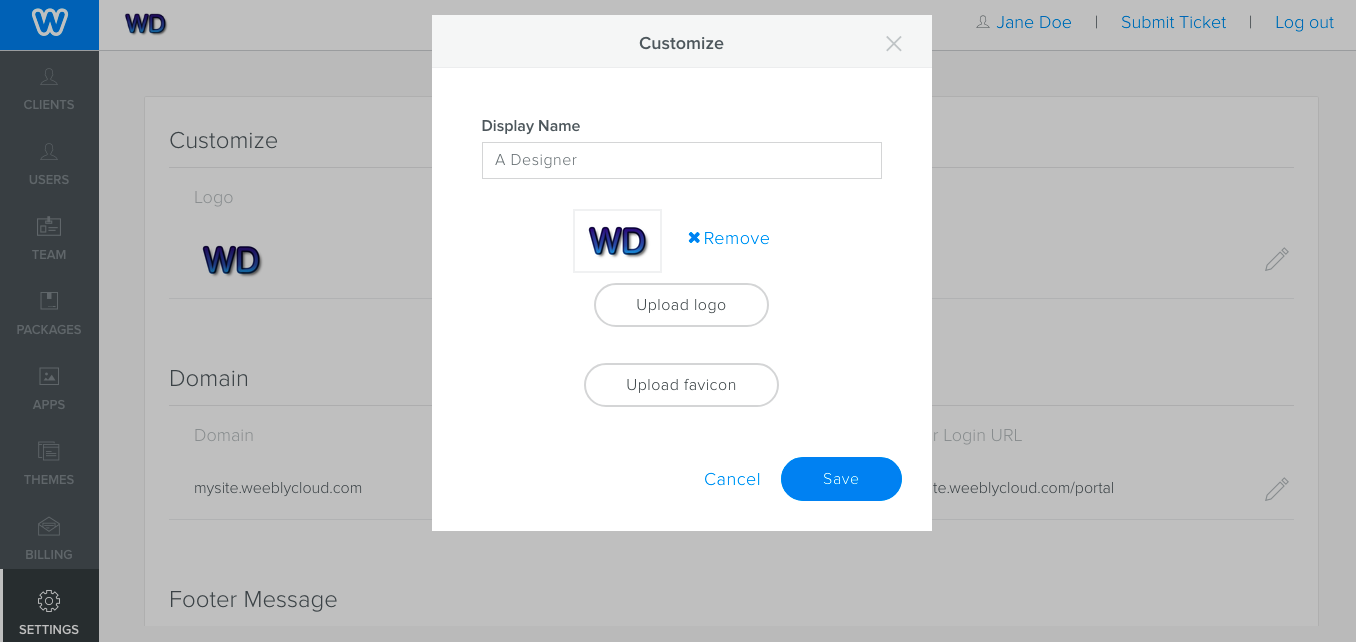 WD
Jane Doe | Submit Ticket | Log out
CLIENTS
USERS
TEAM
PACKAGES
APPS
THEMES
BILLING
SETTINGS
Customize
Logo
WD
Domain
Domain
mysite.weeblycloud.com
r Login URL
te.weeblycloud.com/portal
Footer Message
Customize
Display Name
A Designer
WD
Remove
Upload logo
Upload favicon
Cancel
Save